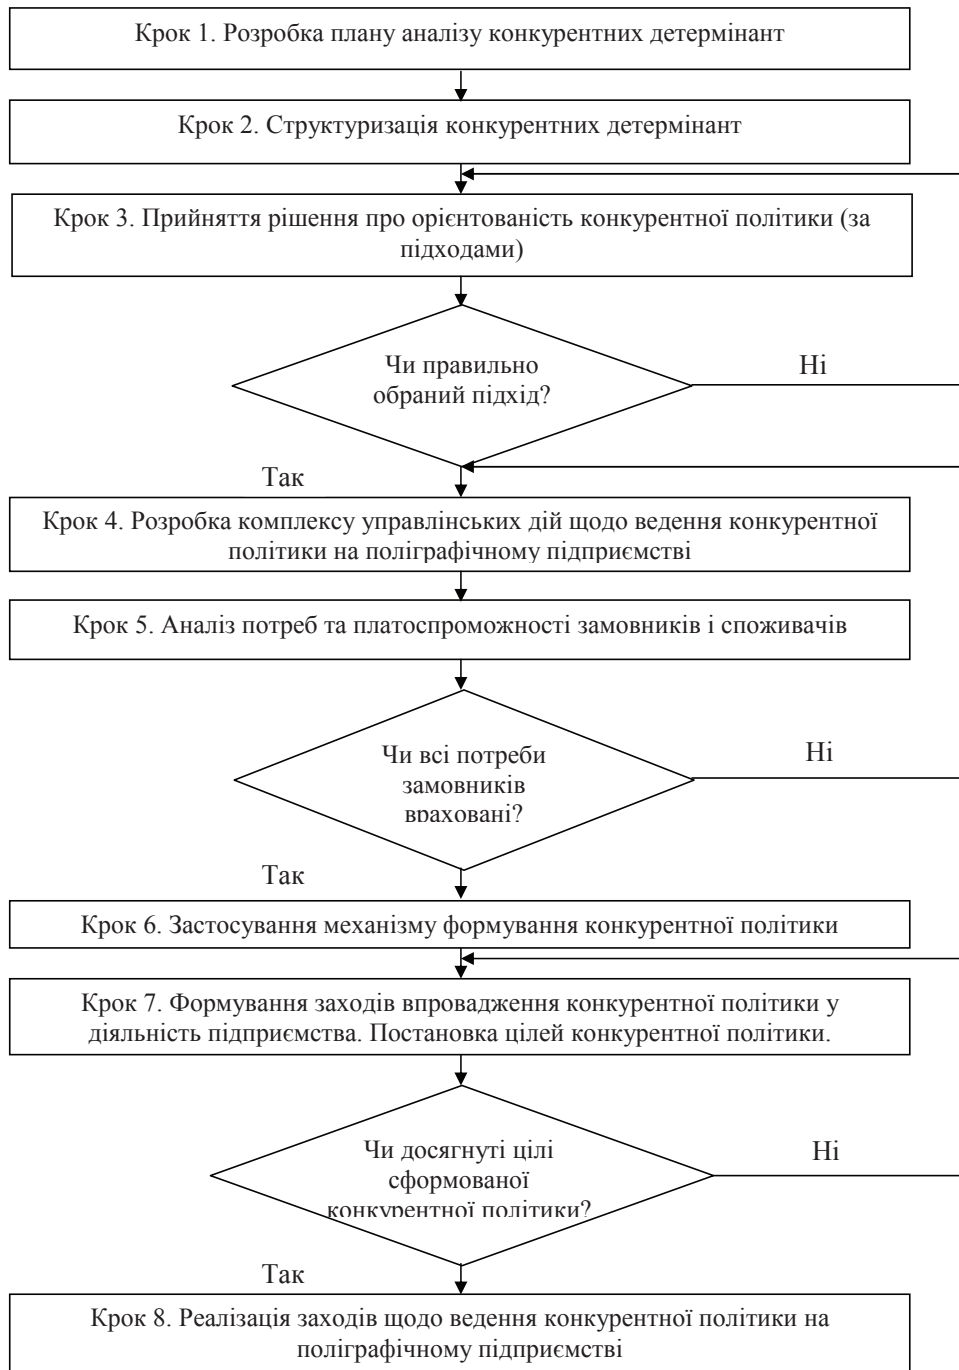 Крок 1. Розробка плану аналізу конкурентних детермінант
Крок 2. Структуризація конкурентних детермінант
Крок 3. Прийняття рішення про орієнтованість конкурентної політики (за
підходами)
Чи правильно
обраний підхід?
Ні
Так
Крок 4. Розробка комплексу управлінських дій щодо ведення конкурентної
політики на поліграфічному підприємстві
Крок 5. Аналіз потреб та платоспроможності замовників і споживачів
Чи всі потреби
замовників
враховані?
Ні
Так
Крок 6. Застосування механізму формування конкурентної політики
Крок 7. Формування заходів впровадження конкурентної політики у
діяльність підприємства. Постановка цілей конкурентної політики.
Чи досягнуті цілі
сформованої
конкурентної політики?
Ні
Так
Крок 8. Реалізація заходів щодо ведення конкурентної політики на
поліграфічному підприємстві